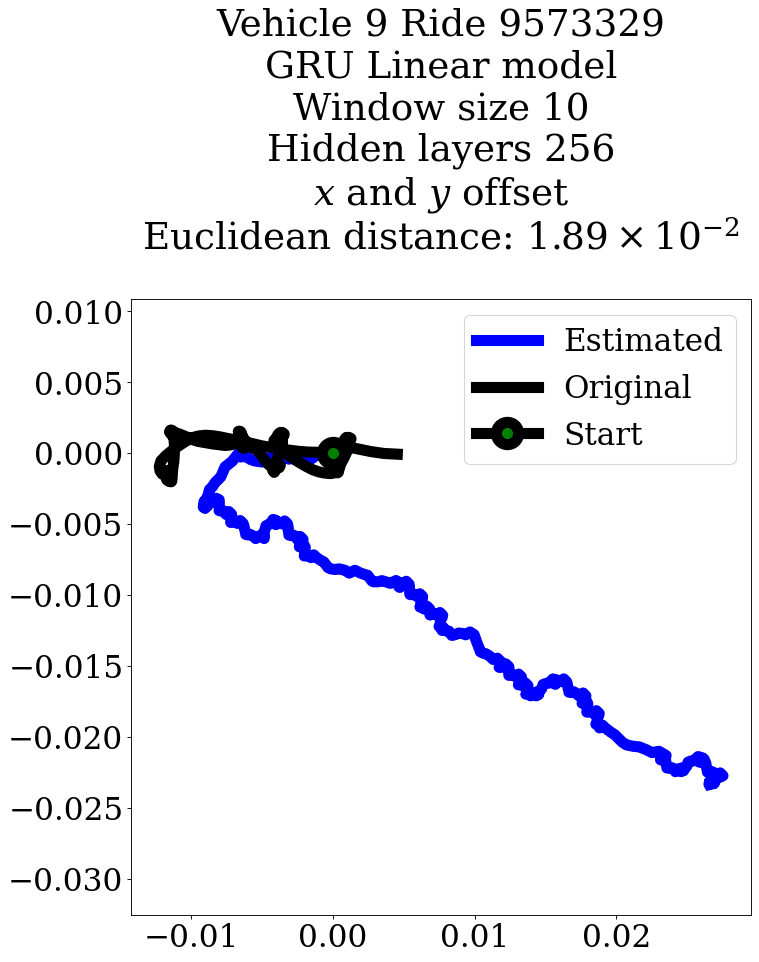 Vehicle 9 Ride 9573329
GRU Linear model
Window size 10
Hidden layers 256
x and y offset
Euclidean distance: 1.89 × 10⁻²
Estimated
Original
Start
0.010
0.005
0.000
−0.005
−0.010
−0.015
−0.020
−0.025
−0.030
−0.01 0.00 0.01 0.02